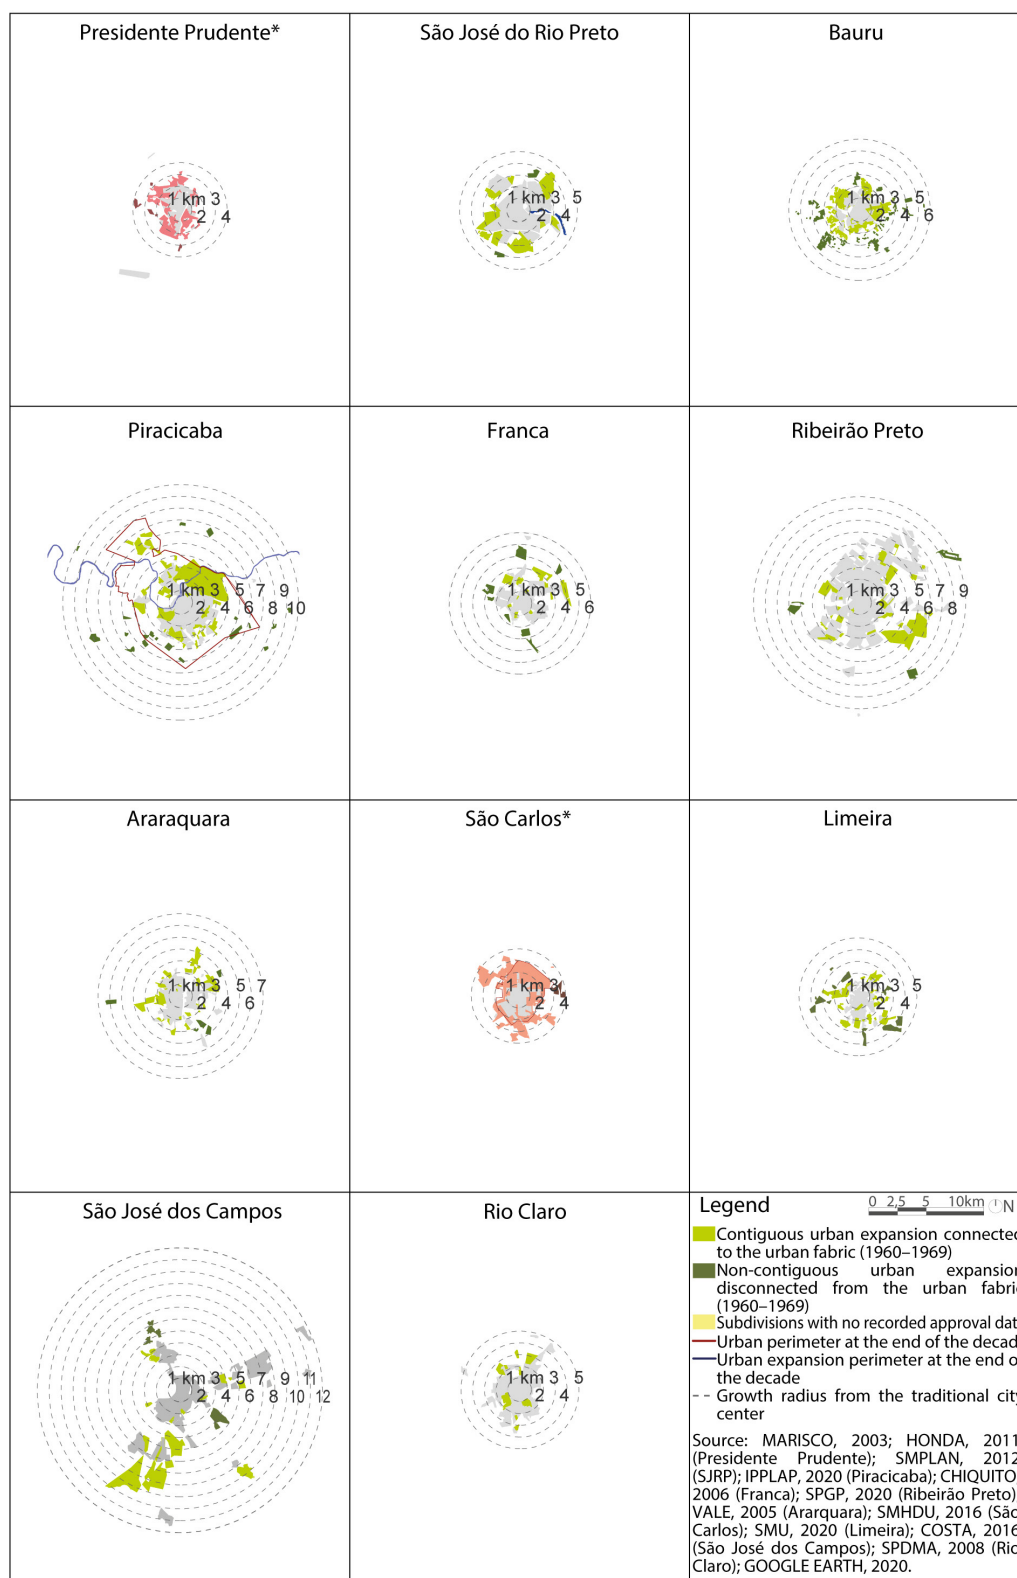 Presidente Prudente*
São José do Rio Preto
Bauru
1 km 3
2 4
1 km 3 5
2 4
1 km 3 5
2 4 6
Piracicaba
Franca
Ribeirão Preto
1 km 3 5 7 9
2 4 6 8 10
1 km 3 5
2 4 6
1 km 3 5 7 9
2 4 6 8
Araraquara
São Carlos*
Limeira
1 km 3 5 7
2 4 6
1 km 3
2 4
1 km 3 5
2 4
São José dos Campos
Rio Claro
1 km 3 5 7 9 11
2 4 6 8 10 12
1 km 3 5
2 4
Legend
0 2,5 5 10km N
Contiguous urban expansion connected
to the urban fabric (1960–1969)
Non-contiguous urban expansion
disconnected from the urban fabric
(1960–1969)
Subdivisions with no recorded approval dat
Urban perimeter at the end of the decad
Urban expansion perimeter at the end o
the decade
Growth radius from the traditional city
center
Source: MARISCO, 2003; HONDA, 2011
(Presidente Prudente); SMPLAN, 2012
(SJRP); IPPLAP, 2020 (Piracicaba); CHIQUITO,
2006 (Franca); SPGP, 2020 (Ribeirão Preto);
VALE, 2005 (Ararquara); SMHDU, 2016 (São
Carlos); SMU, 2020 (Limeira); COSTA, 2016
(São José dos Campos); SPDMA, 2008 (Rio
Claro); GOOGLE EARTH, 2020.